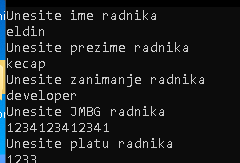 Unesite ime radnika
eldin
Unesite prezime radnika
kecap
Unesite zanimanje radnika
developer
Unesite JMBG radnika
1234123412341
Unesite platu radnika
1233